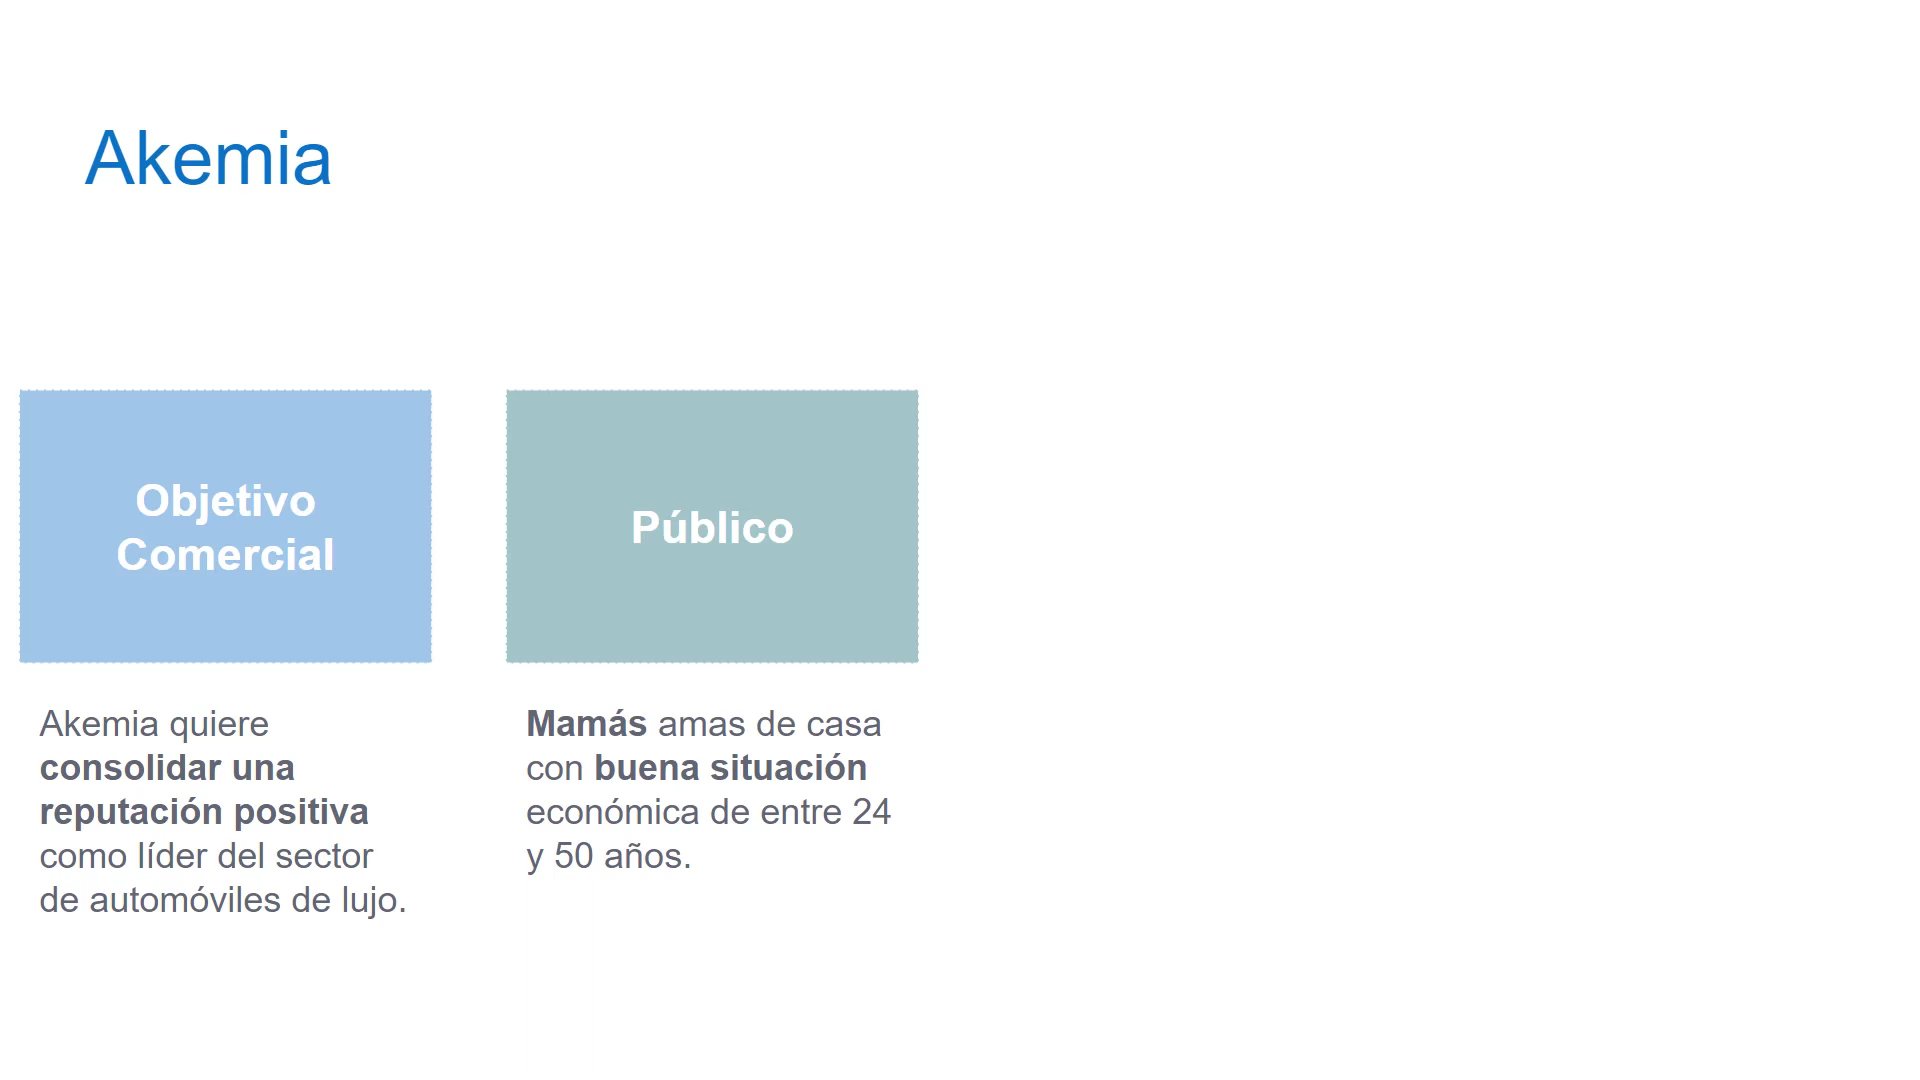 Akemia
Objetivo
Comercial
Akemia quiere
consolidar una
reputación positiva
como líder del sector
de automóviles de lujo.
Público
Mamás amas de casa
con buena situación
económica de entre 24
y 50 años.